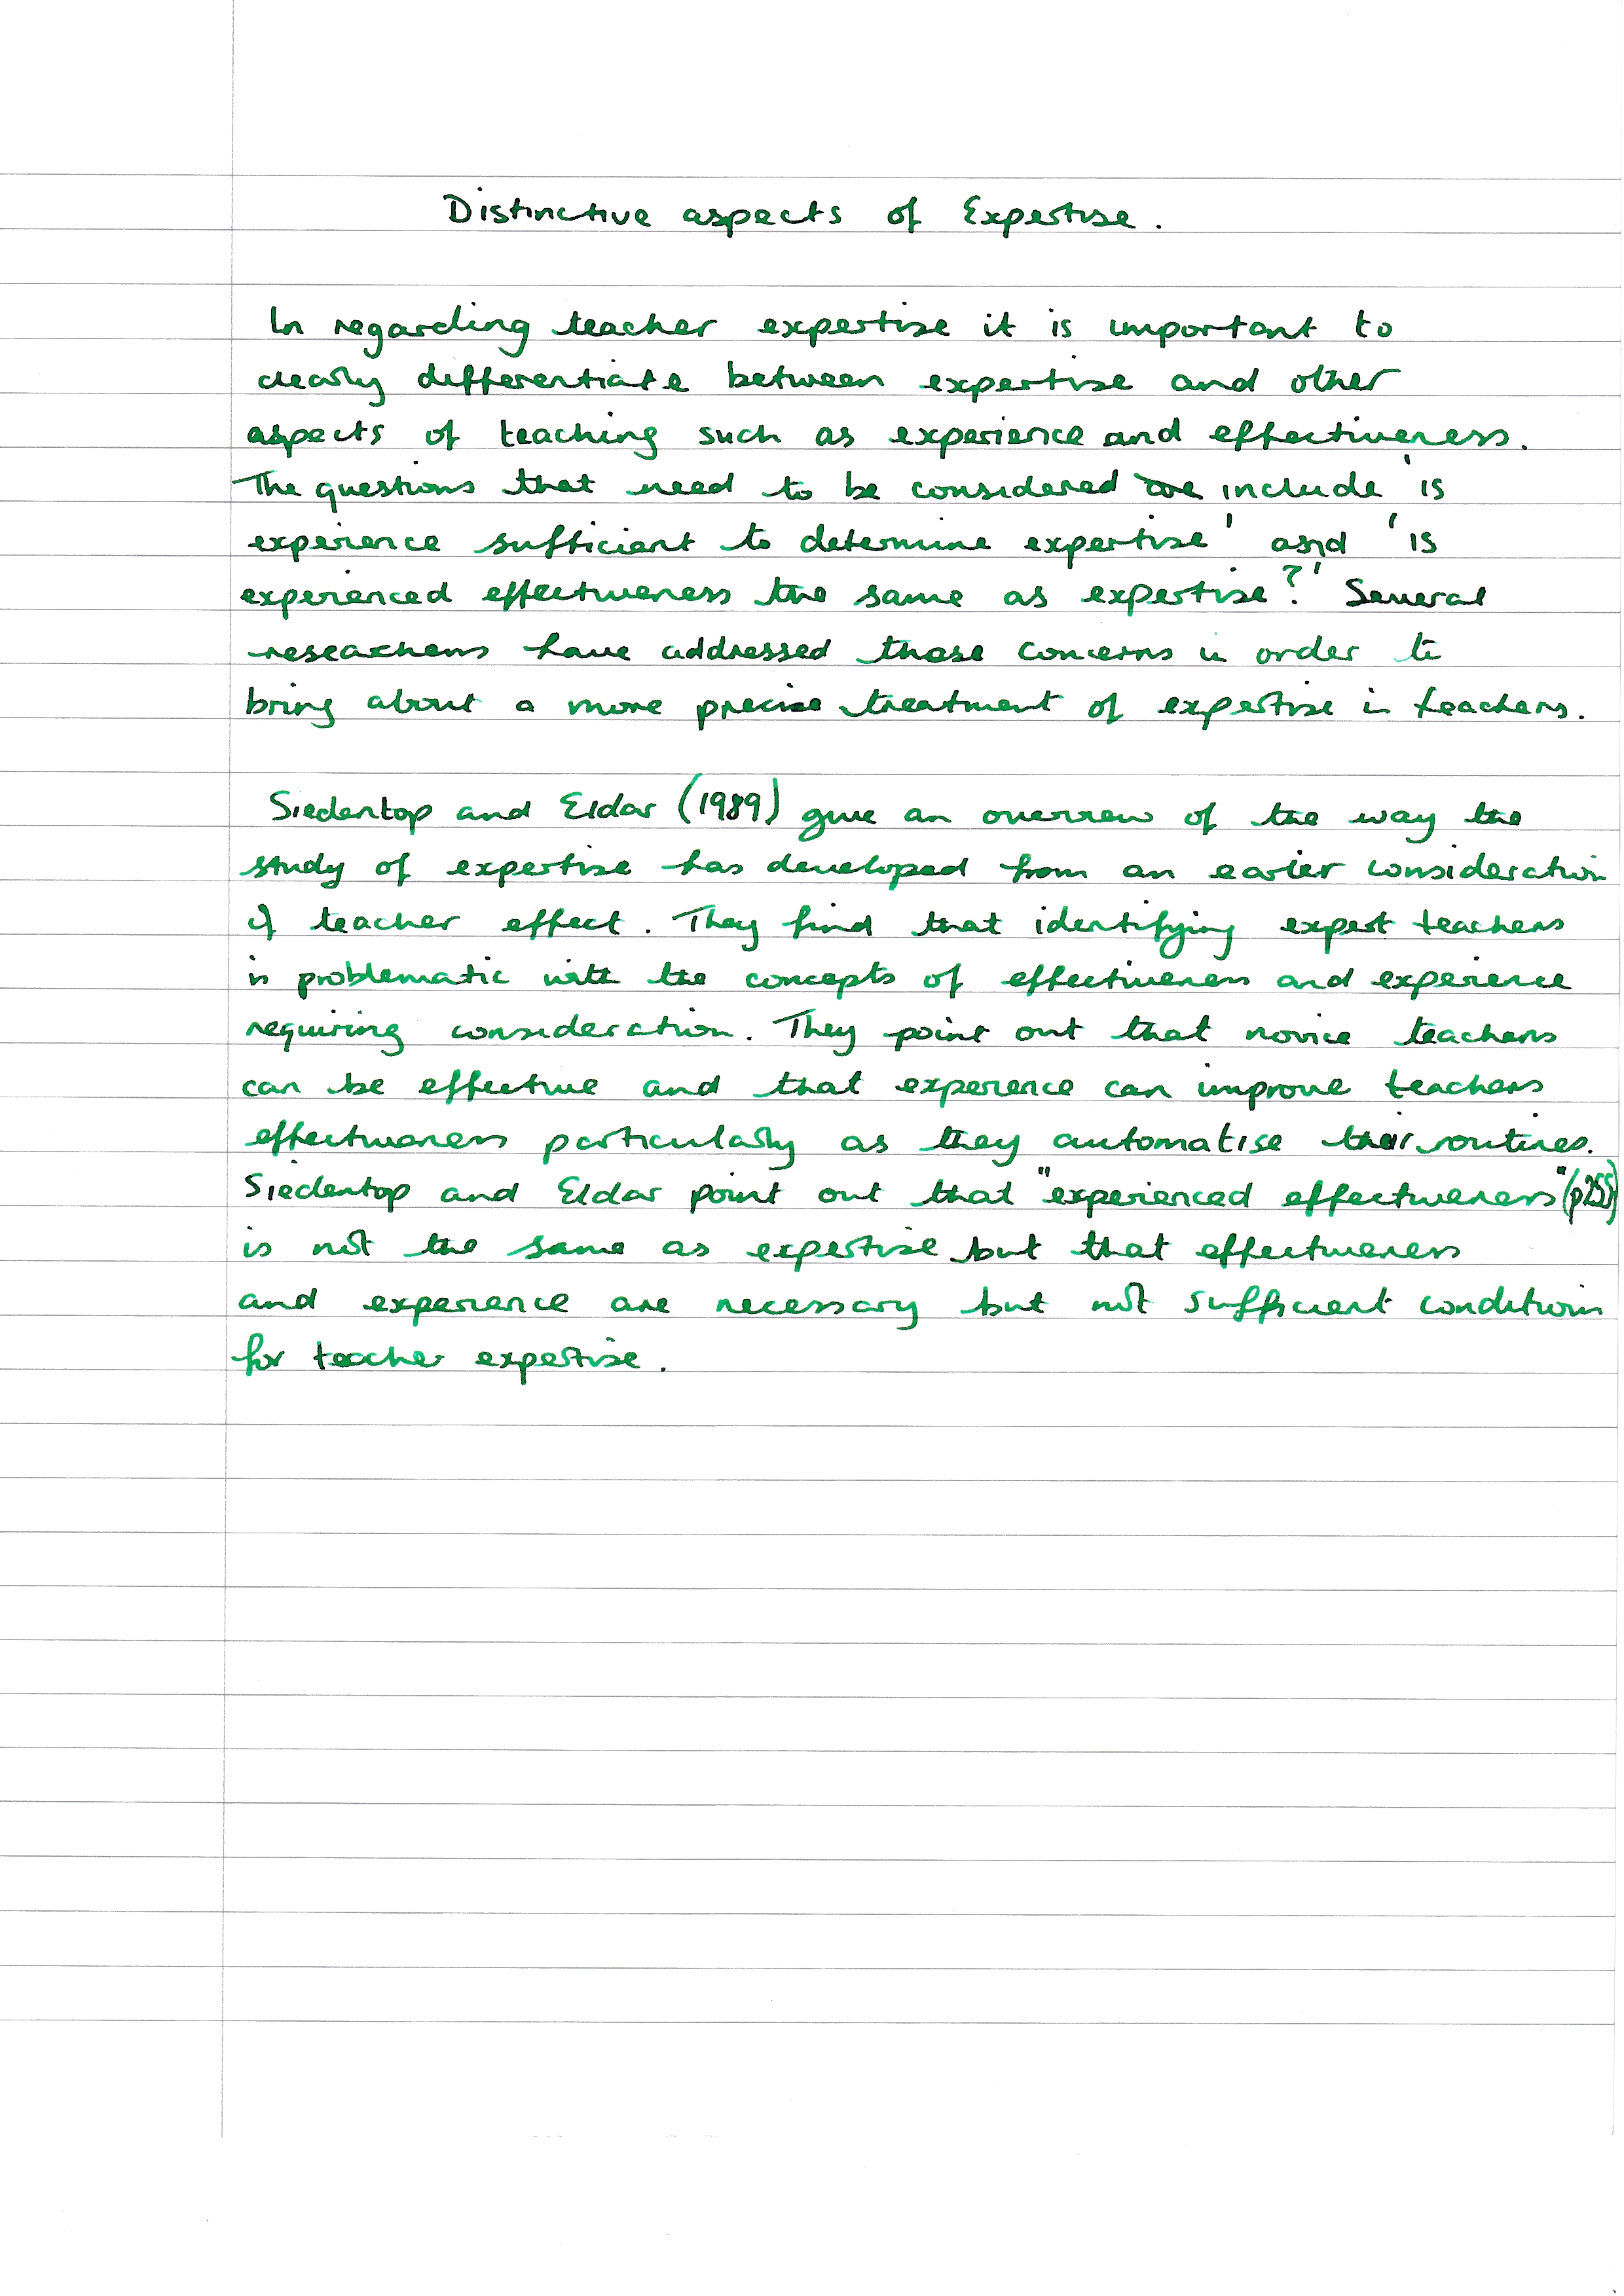 Distinctive aspects of Expertise.
In regarding teacher expertise it is important to
clearly differentiate between expertise and other
aspects of teaching such as experience and effectiveness.
The questions that need to be considered are include 'is
experience sufficient to determine expertise' and 'is
experienced effectiveness the same as expertise?' Several
researchers have addressed these concerns in order to
bring about a more precise treatment of expertise in teachers.
Siedentop and Eldar (1989) give an overview of the way the
study of expertise has developed from an earlier consideration
of teacher effect. They find that identifying expert teachers
is problematic with the concepts of effectiveness and experience
requiring consideration. They point out that novice teachers
can be effective and that experience can improve teachers
effectiveness particularly as they automatise their routines.
Siedentop and Eldar point out that "experienced effectiveness"
is not the same as expertise but that effectiveness
and experience are necessary but not sufficient conditions
for teacher expertise.